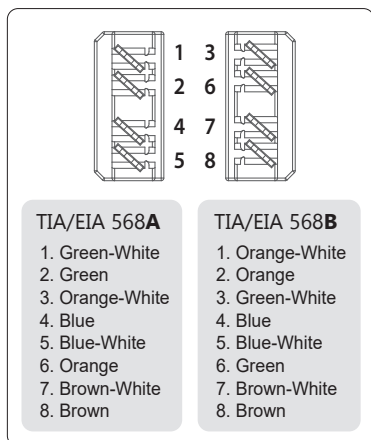 1 3
2 6
4 7
5 8
TIA/EIA 568A
1. Green-White
2. Green
3. Orange-White
4. Blue
5. Blue-White
6. Orange
7. Brown-White
8. Brown
TIA/EIA 568B
1. Orange-White
2. Orange
3. Green-White
4. Blue
5. Blue-White
6. Green
7. Brown-White
8. Brown